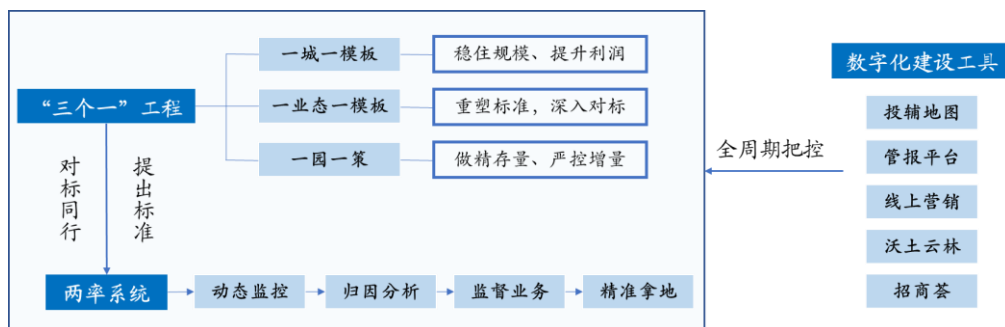 一城一模板
稳住规模、提升利润
“三个一”工程
一业态一模板
重塑标准，深入对标
一园一策
做精存量、严控增量
对标同行
提出标准
两率系统
动态监控
归因分析
监督业务
精准拿地
全周期把控
数字化建设工具
投辅地图
管报平台
线上营销
沃土云林
招商荟